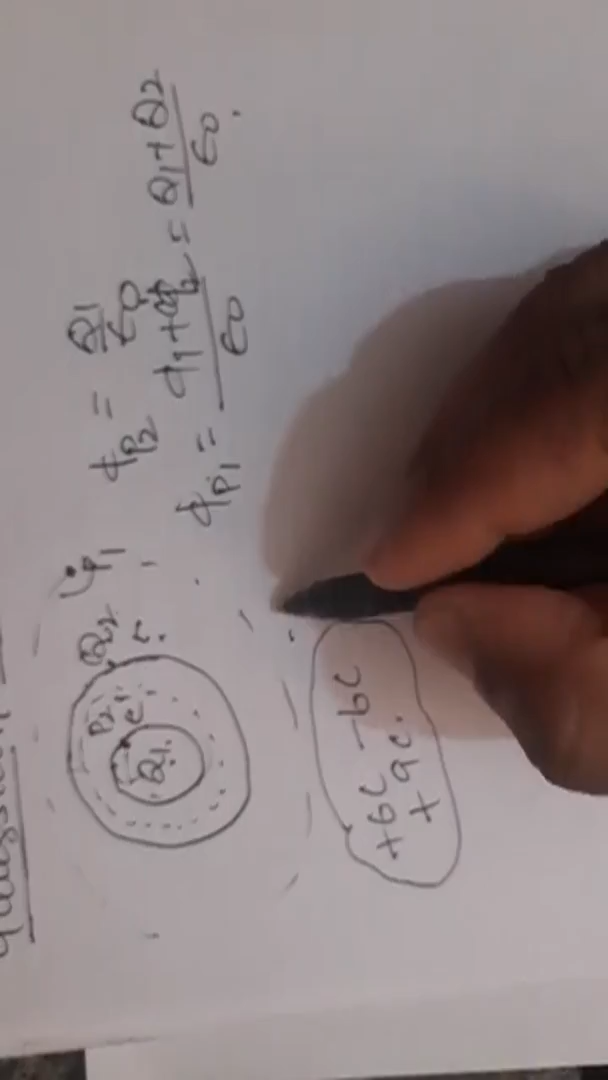 Q1
P2
Q2
P1
ϕP2 = Q1/ε0
ϕP1 = q1+q2/ε0 = Q1+Q2/ε0.
+6C -6C
+9C.